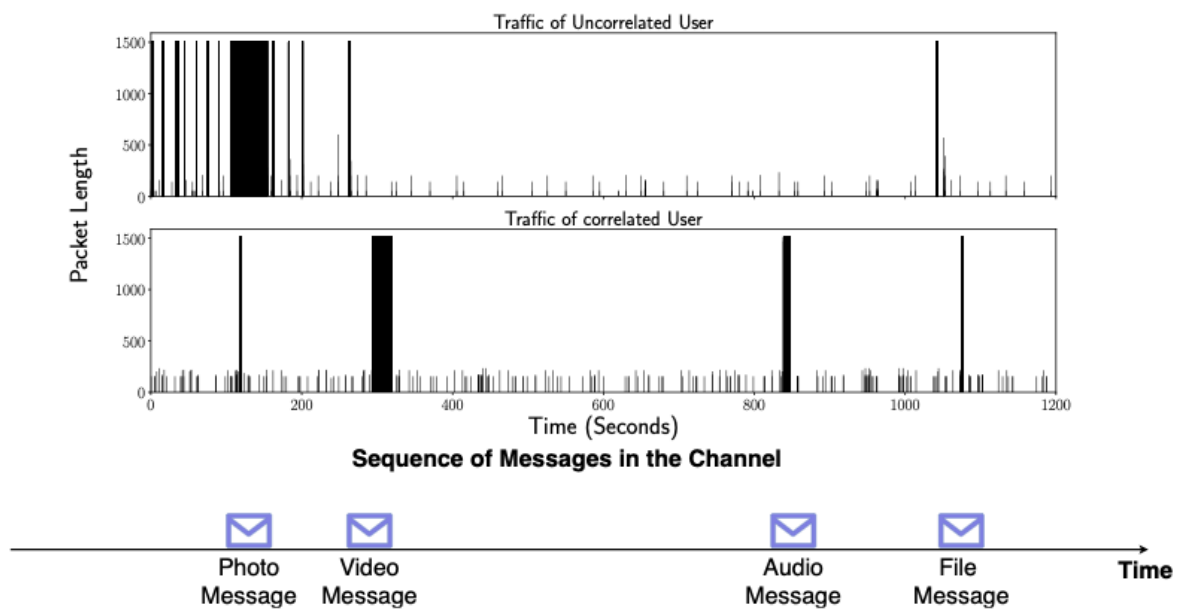 Traffic of Uncorrelated User
1500
1000
500
0
Packet Length
Traffic of correlated User
1500
1000
500
0
0 200 400 600 800 1000 1200
Time (Seconds)
Sequence of Messages in the Channel
Photo Message
Video Message
Audio Message
File Message
Time